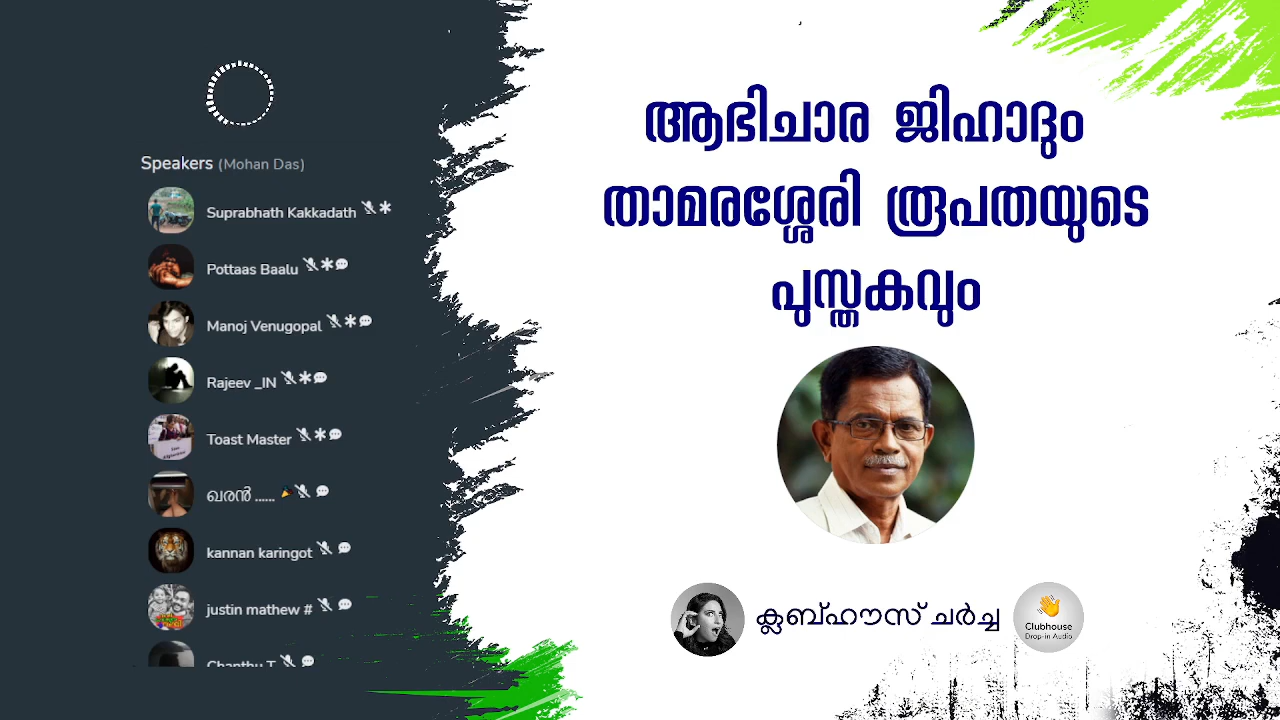 Speakers (Mohan Das)
Suprabhath Kakkadath
Pottaas Baalu
Manoj Venugopal
Rajeev _IN
Toast Master
ഖരൻ ......
kannan karingot
justin mathew #
Chanthu T
ആഭിചാര ജിഹാദും
താമരശ്ശേരി രൂപതയുടെ
പുസ്തകവും
ക്ലബ്ഹൗസ് ചർച്ച
Clubhouse
Drop-in Audio